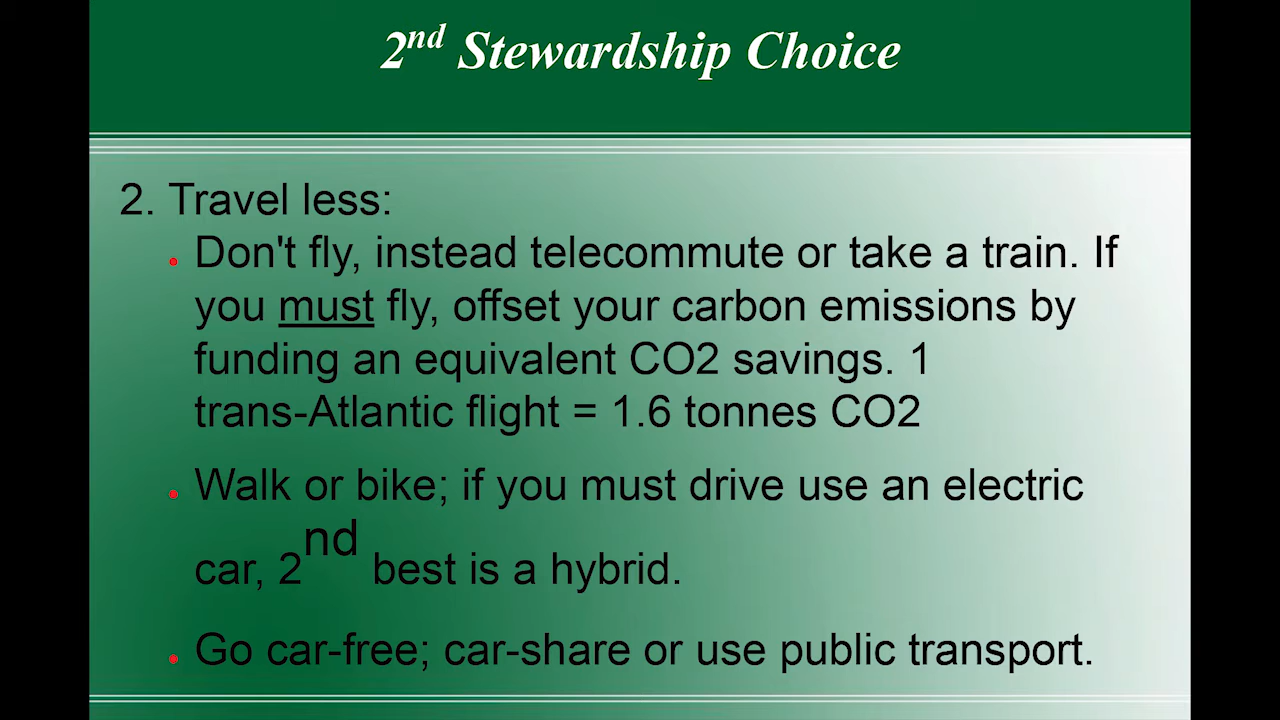 2nd Stewardship Choice
2. Travel less:
• Don't fly, instead telecommute or take a train. If
you must fly, offset your carbon emissions by
funding an equivalent CO2 savings. 1
trans-Atlantic flight = 1.6 tonnes CO2
• Walk or bike; if you must drive use an electric
car, 2nd best is a hybrid.
• Go car-free; car-share or use public transport.